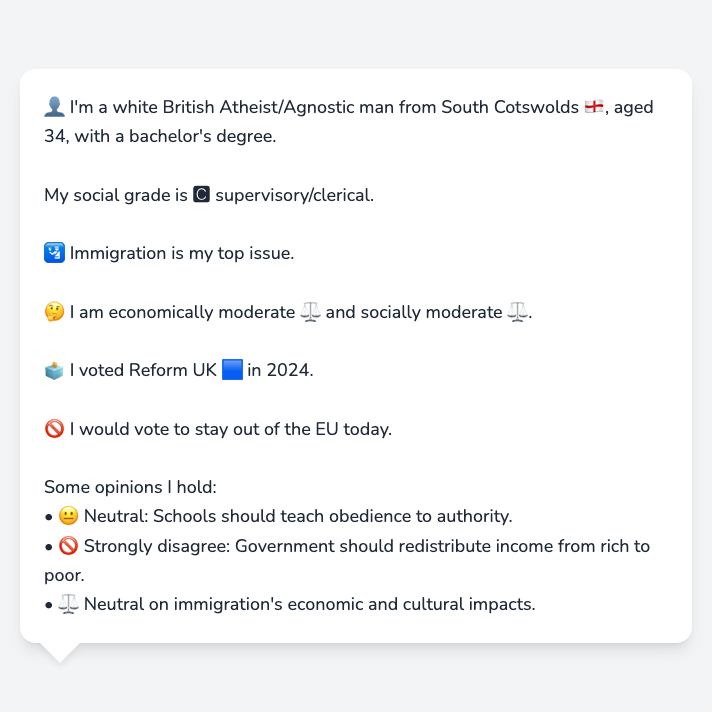 👤 I'm a white British Atheist/Agnostic man from South Cotswolds 🏴󠁧󠁢󠁥󠁮󠁧󠁿, aged
34, with a bachelor's degree.
My social grade is 🅲 supervisory/clerical.
🛂 Immigration is my top issue.
🤔 I am economically moderate ⚖️ and socially moderate ⚖️.
🗳️ I voted Reform UK 🟦 in 2024.
🚫 I would vote to stay out of the EU today.
Some opinions I hold:
• 😐 Neutral: Schools should teach obedience to authority.
• 🚫 Strongly disagree: Government should redistribute income from rich to
poor.
• ⚖️ Neutral on immigration's economic and cultural impacts.